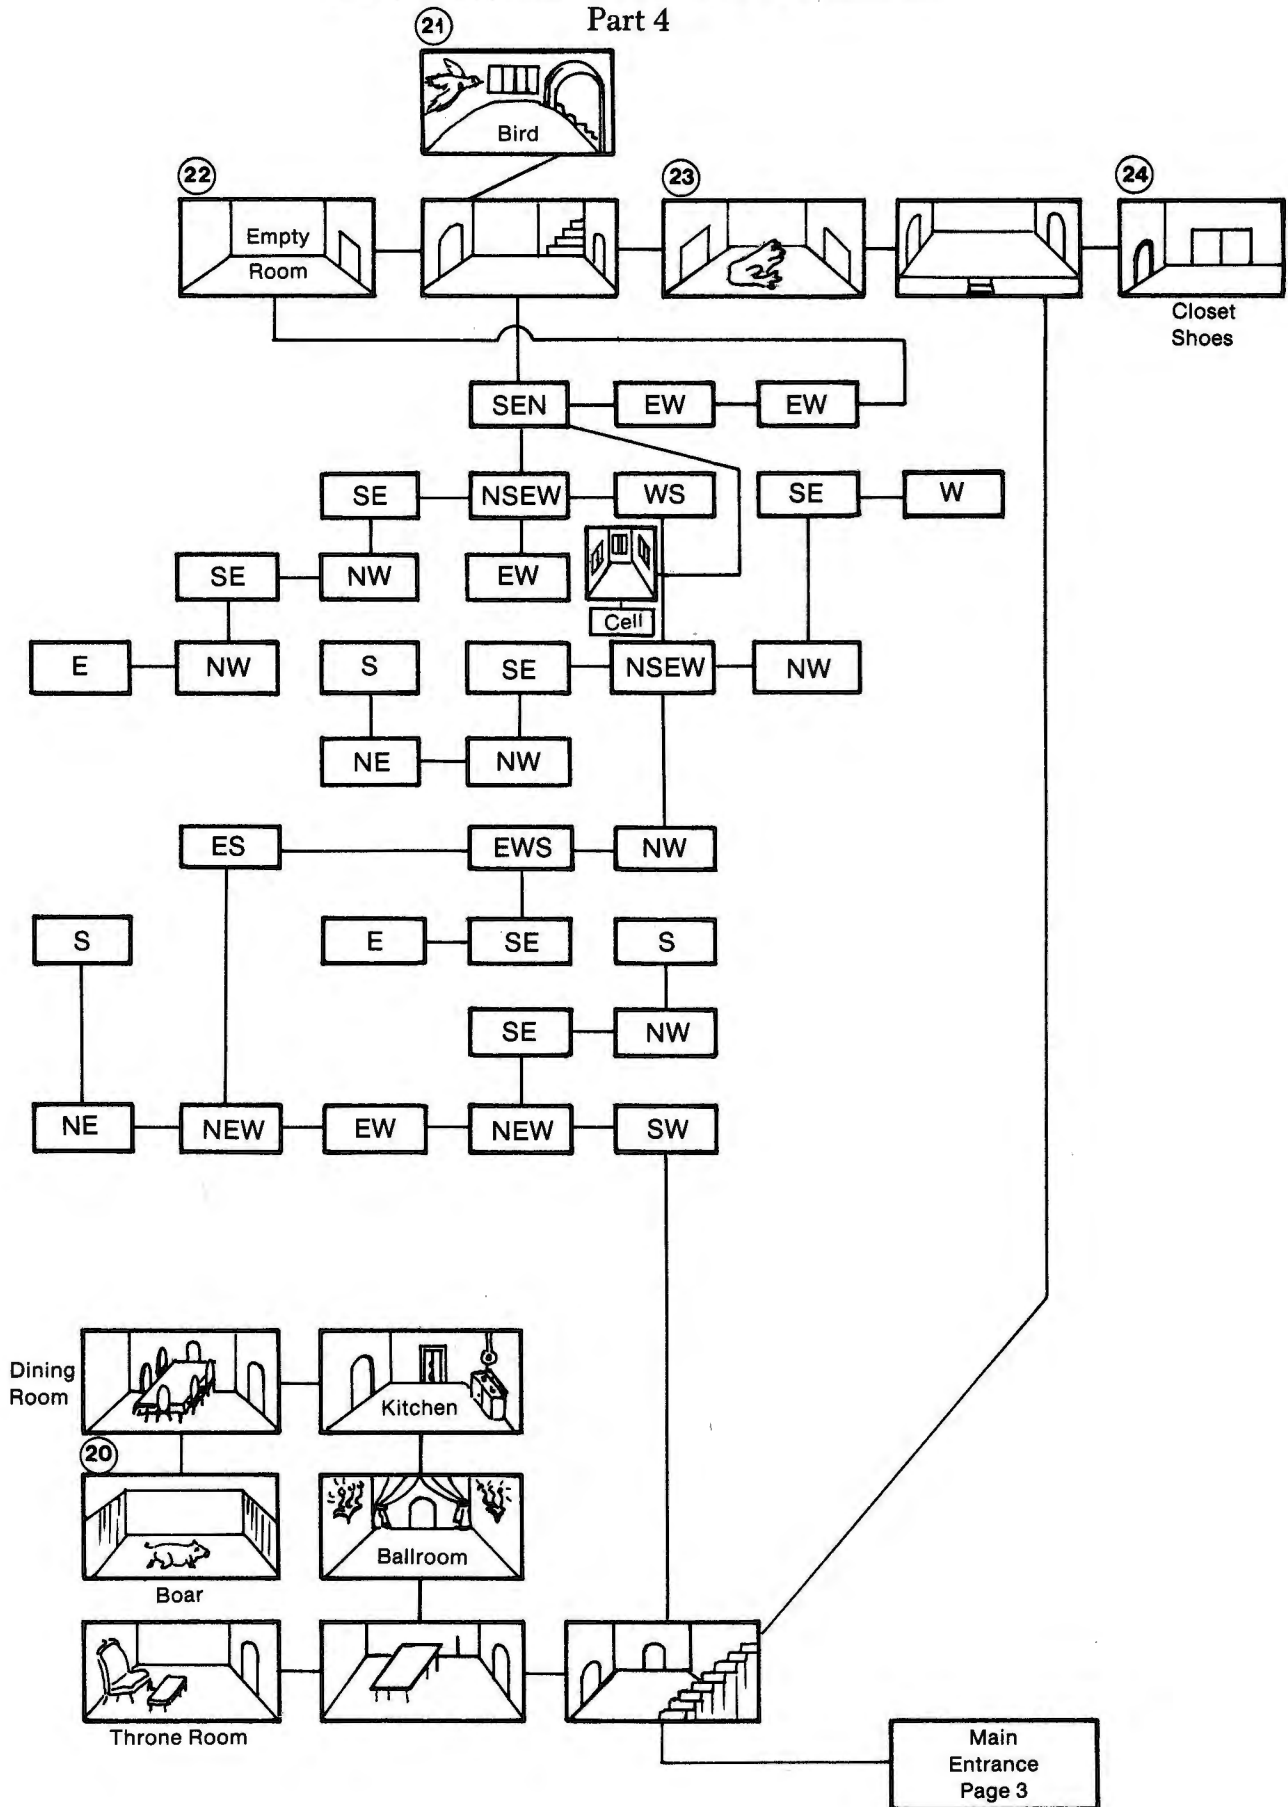 Part 4
21
Bird
22
23
24
Empty
Room
Closet
Shoes
SEN
EW
EW
SE
NSEW
WS
SE
W
SE
NW
EW
Cell
E
NW
S
SE
NSEW
NW
NE
NW
ES
EWS
NW
S
E
SE
S
SE
NW
NE
NEW
EW
NEW
SW
Dining
Room
Kitchen
20
Ballroom
Boar
Throne Room
Main
Entrance
Page 3